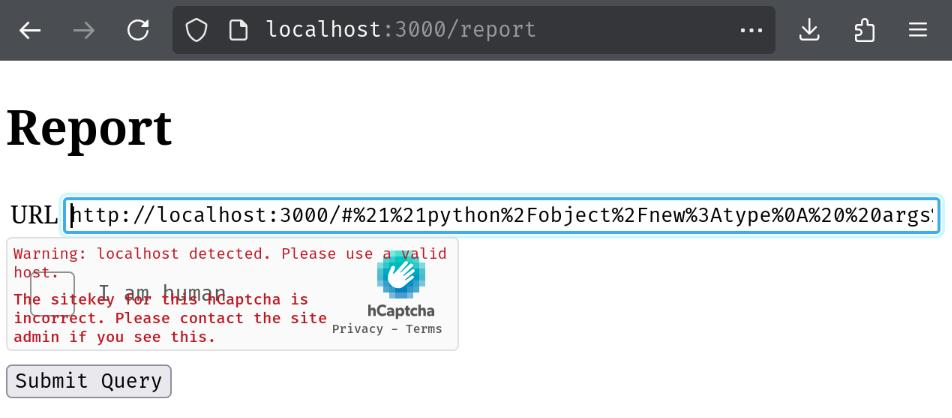 localhost:3000/report
Report
URL http://localhost:3000/#%21%21python%2Fobject%2Fnew%3Atype%0A%20%20args
Warning: localhost detected. Please use a valid
host.
I am human
The sitekey for this hCaptcha is
incorrect. Please contact the site
admin if you see this.
hCaptcha
Privacy - Terms
Submit Query